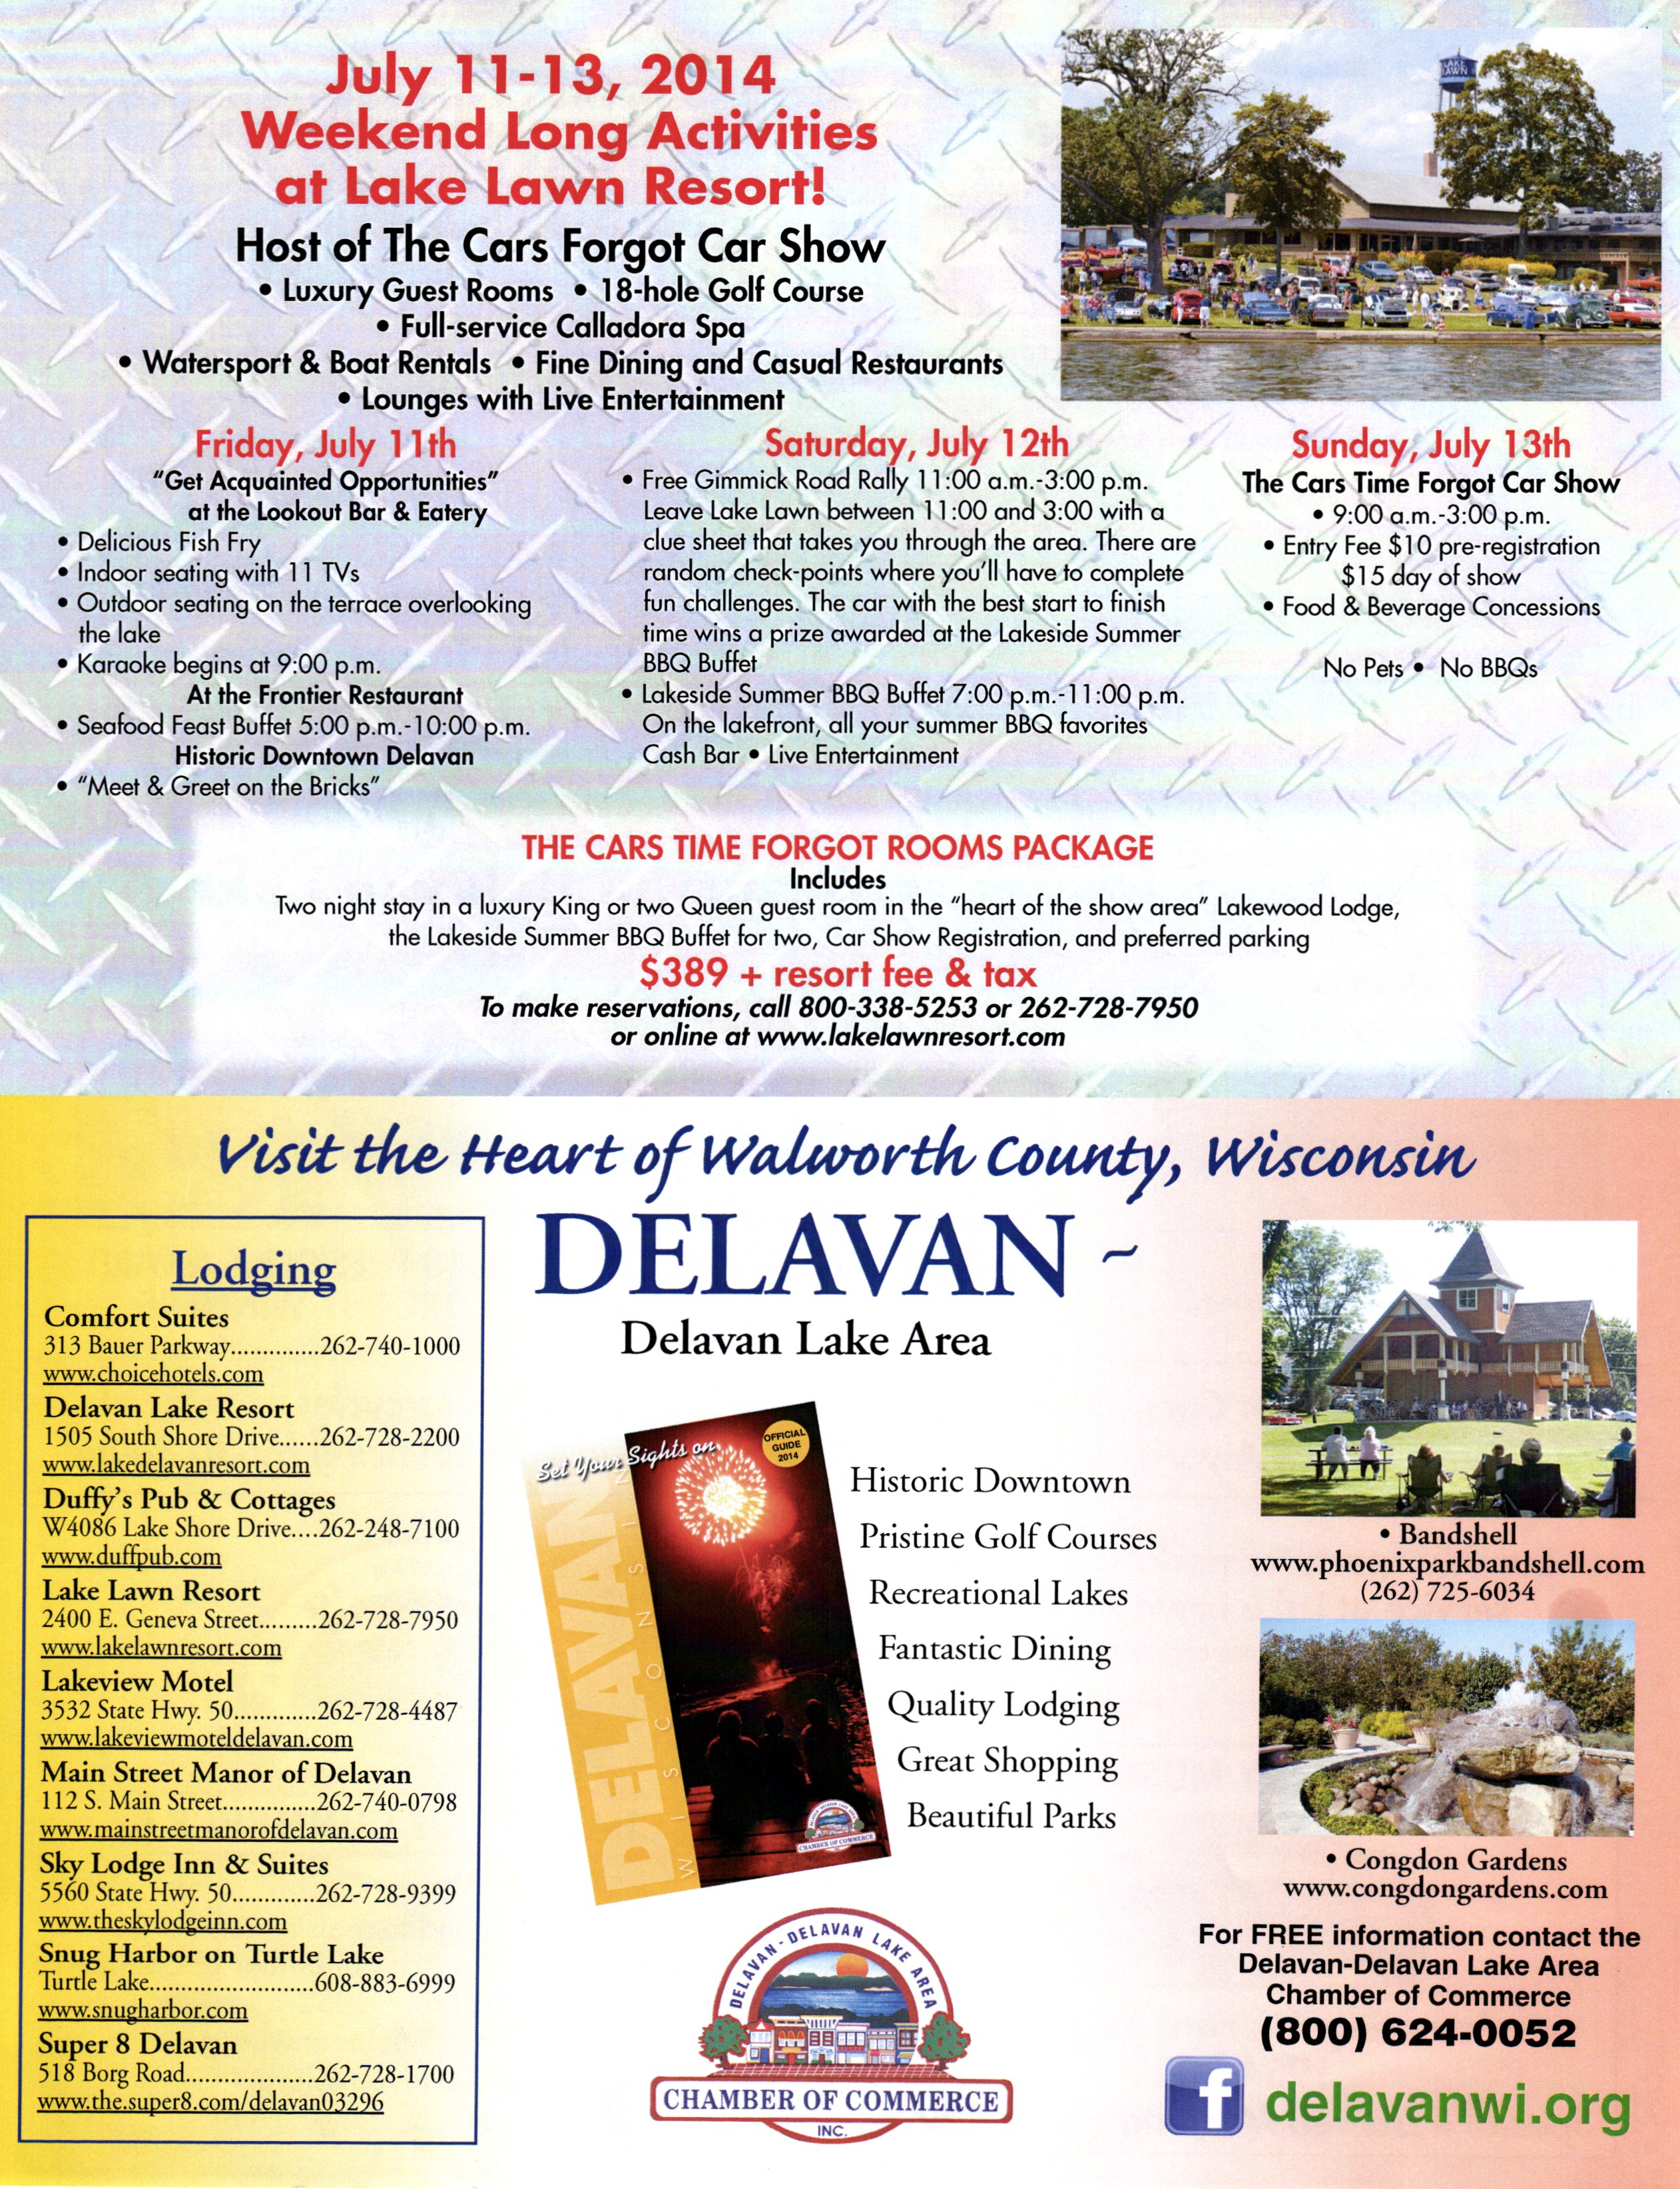 July 11-13, 2014
Weekend Long Activities
at Lake Lawn Resort!
Host of The Cars Forgot Car Show
• Luxury Guest Rooms • 18-hole Golf Course
• Full-service Calladora Spa
• Watersport & Boat Rentals • Fine Dining and Casual Restaurants
• Lounges with Live Entertainment
LAKE
LAWN
Friday, July 11th
"Get Acquainted Opportunities"
at the Lookout Bar & Eatery
• Delicious Fish Fry
• Indoor seating with 11 TVs
• Outdoor seating on the terrace overlooking
the lake
• Karaoke begins at 9:00 p.m.
At the Frontier Restaurant
• Seafood Feast Buffet 5:00 p.m.-10:00 p.m.
Historic Downtown Delavan
• "Meet & Greet on the Bricks"
Saturday, July 12th
• Free Gimmick Road Rally 11:00 a.m.-3:00 p.m.
Leave Lake Lawn between 11:00 and 3:00 with a
clue sheet that takes you through the area. There are
random check-points where you'll have to complete
fun challenges. The car with the best start to finish
time wins a prize awarded at the Lakeside Summer
BBQ Buffet
• Lakeside Summer BBQ Buffet 7:00 p.m.-11:00 p.m.
On the lakefront, all your summer BBQ favorites
Cash Bar • Live Entertainment
Sunday, July 13th
The Cars Time Forgot Car Show
• 9:00 a.m.-3:00 p.m.
• Entry Fee $10 pre-registration
$15 day of show
• Food & Beverage Concessions
No Pets • No BBQs
THE CARS TIME FORGOT ROOMS PACKAGE
Includes
Two night stay in a luxury King or two Queen guest room in the "heart of the show area" Lakewood Lodge,
the Lakeside Summer BBQ Buffet for two, Car Show Registration, and preferred parking
$389 + resort fee & tax
To make reservations, call 800-338-5253 or 262-728-7950
or online at www.lakelawnresort.com
Visit the Heart of Walworth County, Wisconsin
DELAVAN ~
Delavan Lake Area
Lodging
Comfort Suites
313 Bauer Parkway..............262-740-1000
www.choicehotels.com
Delavan Lake Resort
1505 South Shore Drive......262-728-2200
www.lakedelavanresort.com
Duffy's Pub & Cottages
W4086 Lake Shore Drive....262-248-7100
www.duffpub.com
Lake Lawn Resort
2400 E. Geneva Street.........262-728-7950
www.lakelawnresort.com
Lakeview Motel
3532 State Hwy. 50.............262-728-4487
www.lakeviewmoteldelavan.com
Main Street Manor of Delavan
112 S. Main Street...............262-740-0798
www.mainstreetmanorofdelavan.com
Sky Lodge Inn & Suites
5560 State Hwy. 50.............262-728-9399
www.theskylodgeinn.com
Snug Harbor on Turtle Lake
Turtle Lake..........................608-883-6999
www.snugharbor.com
Super 8 Delavan
518 Borg Road....................262-728-1700
www.the.super8.com/delavan03296
Set Your Sights on...
OFFICIAL
GUIDE
2014
DELAVAN
WISCONSIN
DELAVAN-DELAVAN LAKE AREA
CHAMBER OF COMMERCE
Historic Downtown
Pristine Golf Courses
Recreational Lakes
Fantastic Dining
Quality Lodging
Great Shopping
Beautiful Parks
DELAVAN - DELAVAN LAKE AREA
CHAMBER OF COMMERCE
INC.
• Bandshell
www.phoenixparkbandshell.com
(262) 725-6034
• Congdon Gardens
www.congdongardens.com
For FREE information contact the
Delavan-Delavan Lake Area
Chamber of Commerce
(800) 624-0052
f delavanwi.org